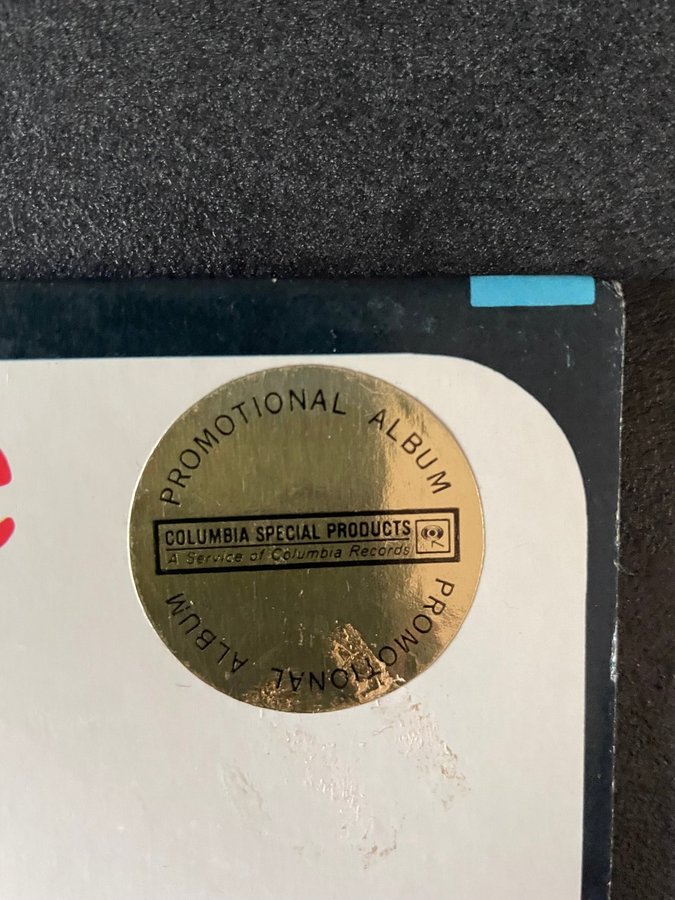 PROMOTIONAL ALBUM
COLUMBIA SPECIAL PRODUCTS
A Service of Columbia Records
PROMOTIONAL ALBUM